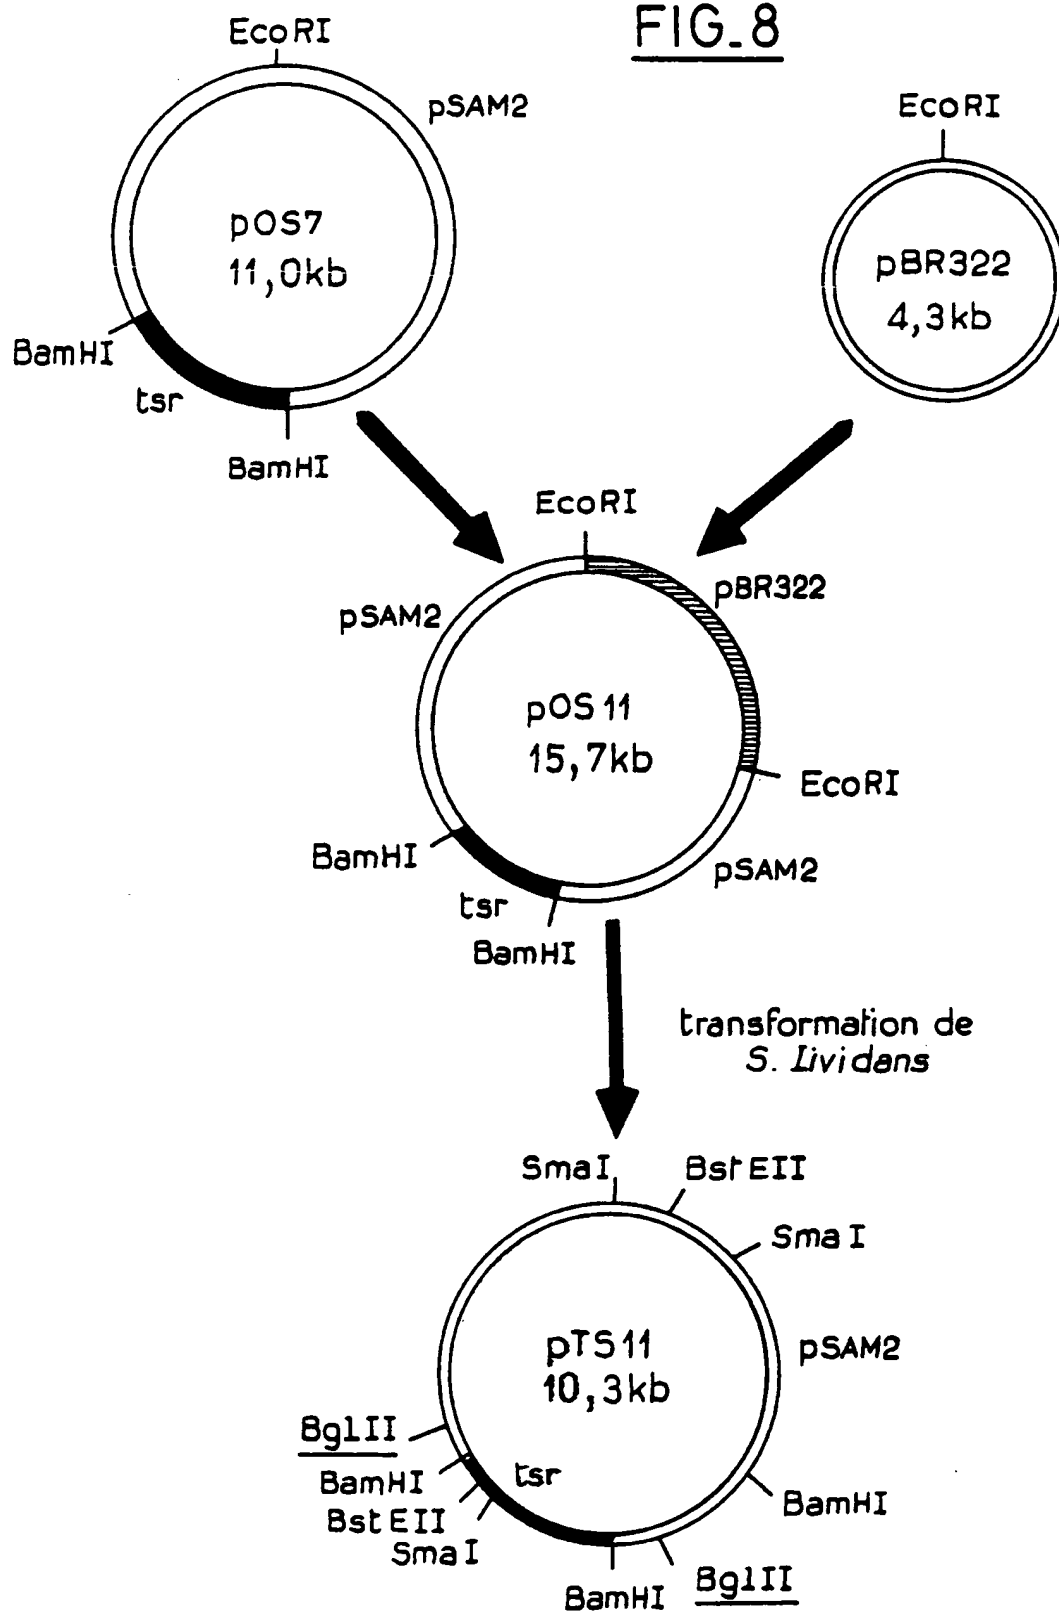 FIG_8
EcoRI
pSAM2
pOS7
11,0kb
BamHI
tsr
BamHI
EcoRI
pBR322
4,3kb
EcoRI
pBR322
pSAM2
pOS11
15,7kb
EcoRI
BamHI
pSAM2
tsr
BamHI
transformation de
S. lividans
SmaI
BstEII
SmaI
pTS11
10,3kb
pSAM2
BglII
BamHI
tsr
BstEII
SmaI
BamHI
BamHI
BglII